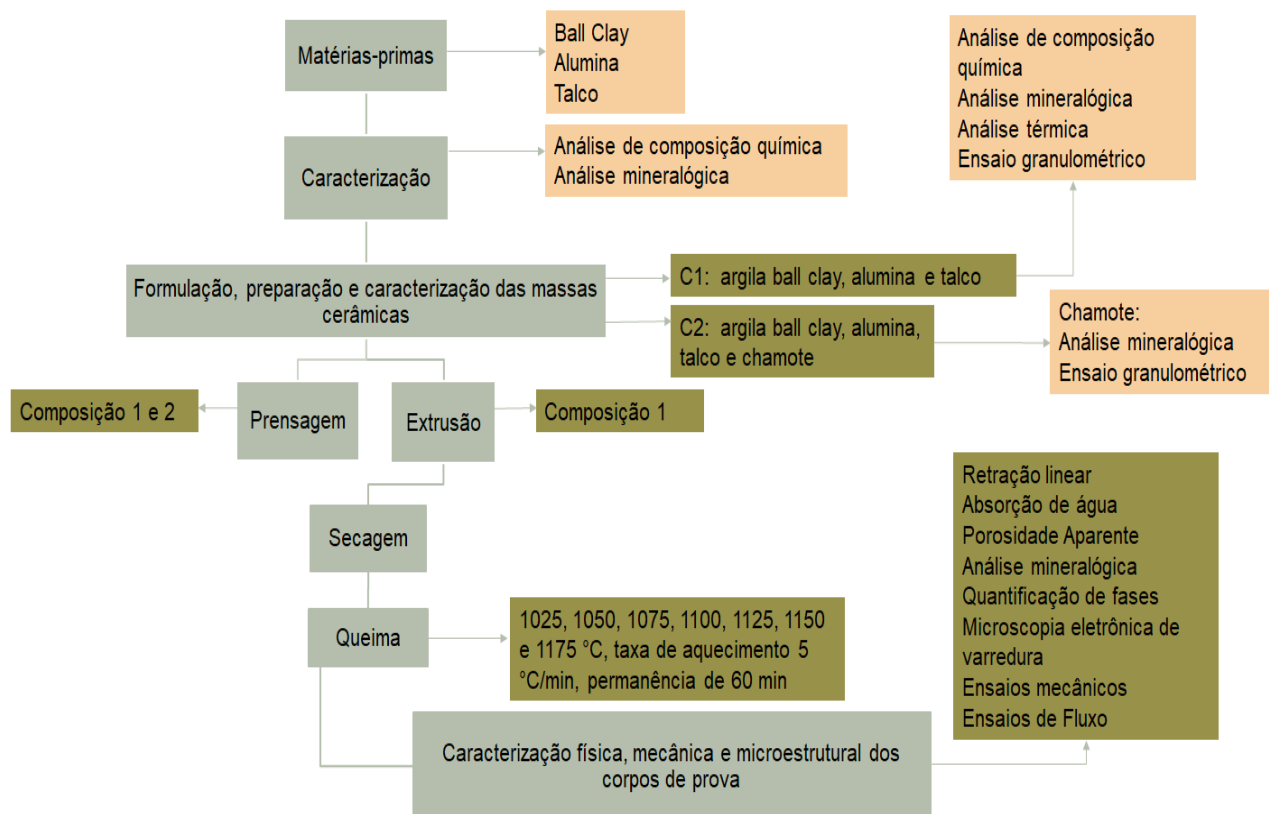 Matérias-primas
Ball Clay
Alumina
Talco
Caracterização
Análise de composição química
Análise mineralógica
Análise de composição
química
Análise mineralógica
Análise térmica
Ensaio granulométrico
Formulação, preparação e caracterização das massas
cerâmicas
C1: argila ball clay, alumina e talco
C2: argila ball clay, alumina,
talco e chamote
Chamote:
Análise mineralógica
Ensaio granulométrico
Composição 1 e 2
Prensagem
Extrusão
Composição 1
Secagem
Queima
1025, 1050, 1075, 1100, 1125, 1150
e 1175 °C, taxa de aquecimento 5
°C/min, permanência de 60 min
Caracterização física, mecânica e microestrutural dos
corpos de prova
Retração linear
Absorção de água
Porosidade Aparente
Análise mineralógica
Quantificação de fases
Microscopia eletrônica de
varredura
Ensaios mecânicos
Ensaios de Fluxo